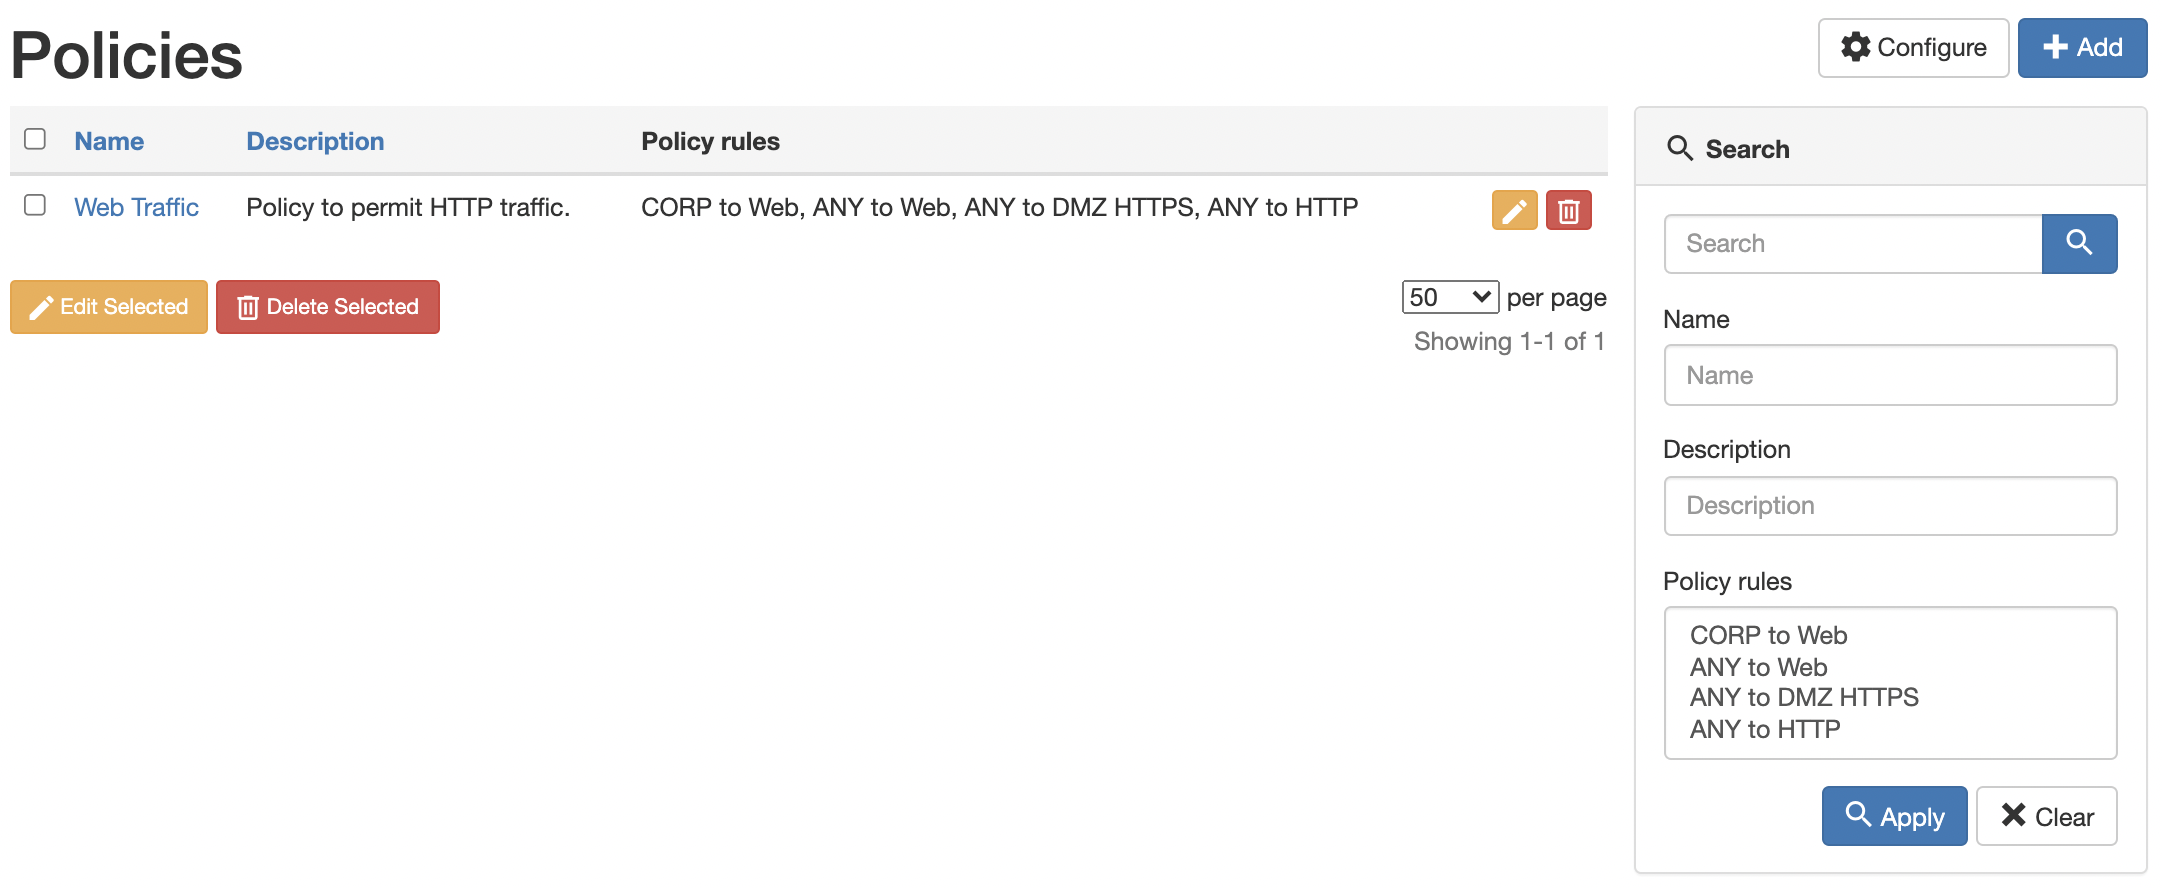 Policies
Configure
Add
Name Description Policy rules
Web Traffic Policy to permit HTTP traffic. CORP to Web, ANY to Web, ANY to DMZ HTTPS, ANY to HTTP
Edit Selected Delete Selected
50 per page
Showing 1-1 of 1
Search
Search
Name
Name
Description
Description
Policy rules
CORP to Web
ANY to Web
ANY to DMZ HTTPS
ANY to HTTP
Apply Clear